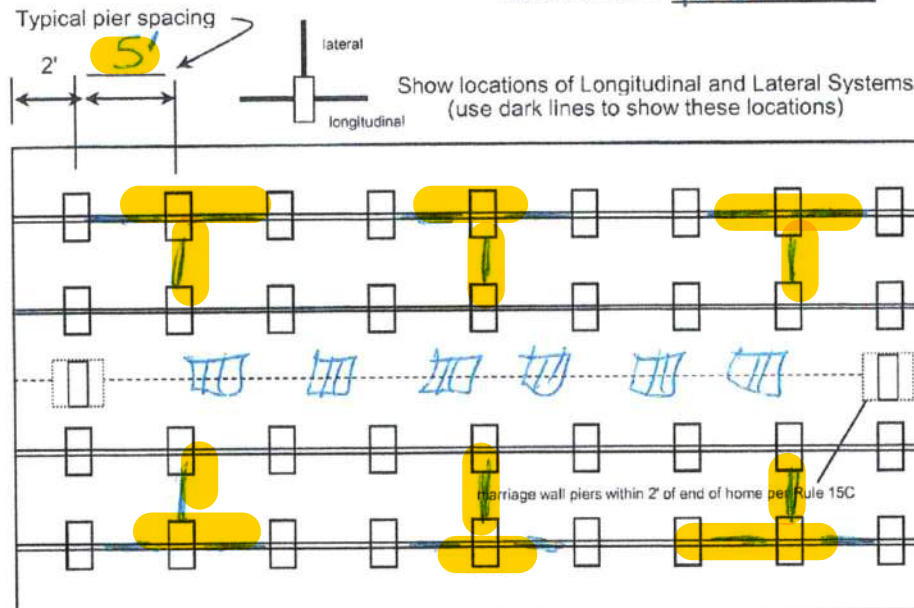 Typical pier spacing
2'
5'
lateral
longitudinal
Show locations of Longitudinal and Lateral Systems
(use dark lines to show these locations)
marriage wall piers within 2' of end of home per Rule 15C